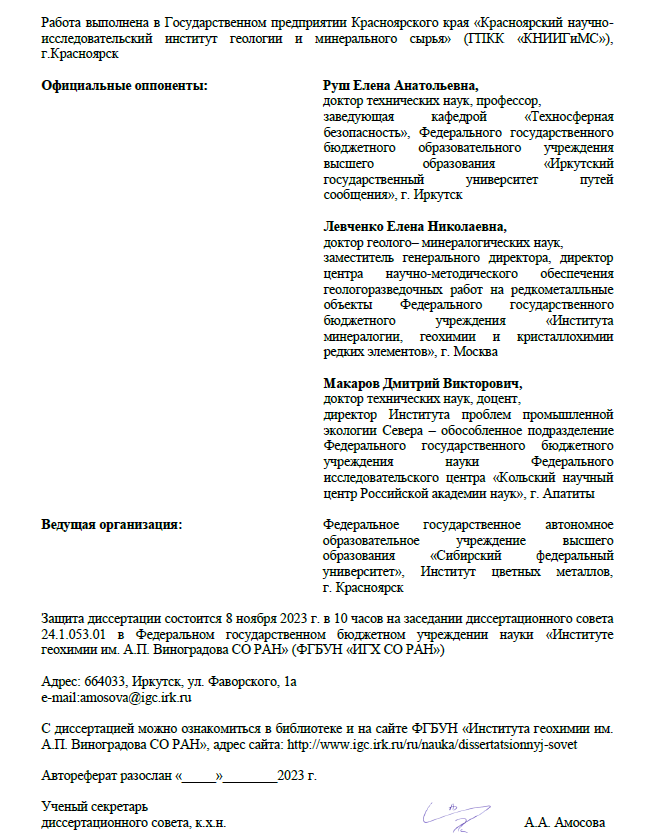 Работа выполнена в Государственном предприятии Красноярского края «Красноярский научно-
исследовательский институт геологии и минерального сырья» (ГПКК «КНИИГиМС»),
г.Красноярск
Официальные оппоненты:
Руш Елена Анатольевна,
доктор технических наук, профессор,
заведующая кафедрой «Техносферная
безопасность», Федерального государственного
бюджетного образовательного учреждения
высшего образования «Иркутский
государственный университет путей
сообщения», г. Иркутск
Левченко Елена Николаевна,
доктор геолого– минералогических наук,
заместитель генерального директора, директор
центра научно-методического обеспечения
геологоразведочных работ на редкометалльные
объекты Федерального государственного
бюджетного учреждения «Института
минералогии, геохимии и кристаллохимии
редких элементов», г. Москва
Макаров Дмитрий Викторович,
доктор технических наук, доцент,
директор Института проблем промышленной
экологии Севера – обособленное подразделение
Федерального государственного бюджетного
учреждения науки Федерального
исследовательского центра «Кольский научный
центр Российской академии наук», г. Апатиты
Ведущая организация:
Федеральное государственное автономное
образовательное учреждение высшего
образования «Сибирский федеральный
университет», Институт цветных металлов,
г. Красноярск
Защита диссертации состоится 8 ноября 2023 г. в 10 часов на заседании диссертационного совета
24.1.053.01 в Федеральном государственном бюджетном учреждении науки «Институте
геохимии им. А.П. Виноградова СО РАН» (ФГБУН «ИГХ СО РАН»)
Адрес: 664033, Иркутск, ул. Фаворского, 1а
e-mail:amosova@igc.irk.ru
С диссертацией можно ознакомиться в библиотеке и на сайте ФГБУН «Института геохимии им.
А.П. Виноградова СО РАН», адрес сайта: http://www.igc.irk.ru/ru/nauka/dissertatsionnyj-sovet
Автореферат разослан «_____»________2023 г.
Ученый секретарь
диссертационного совета, к.х.н.
А.А. Амосова